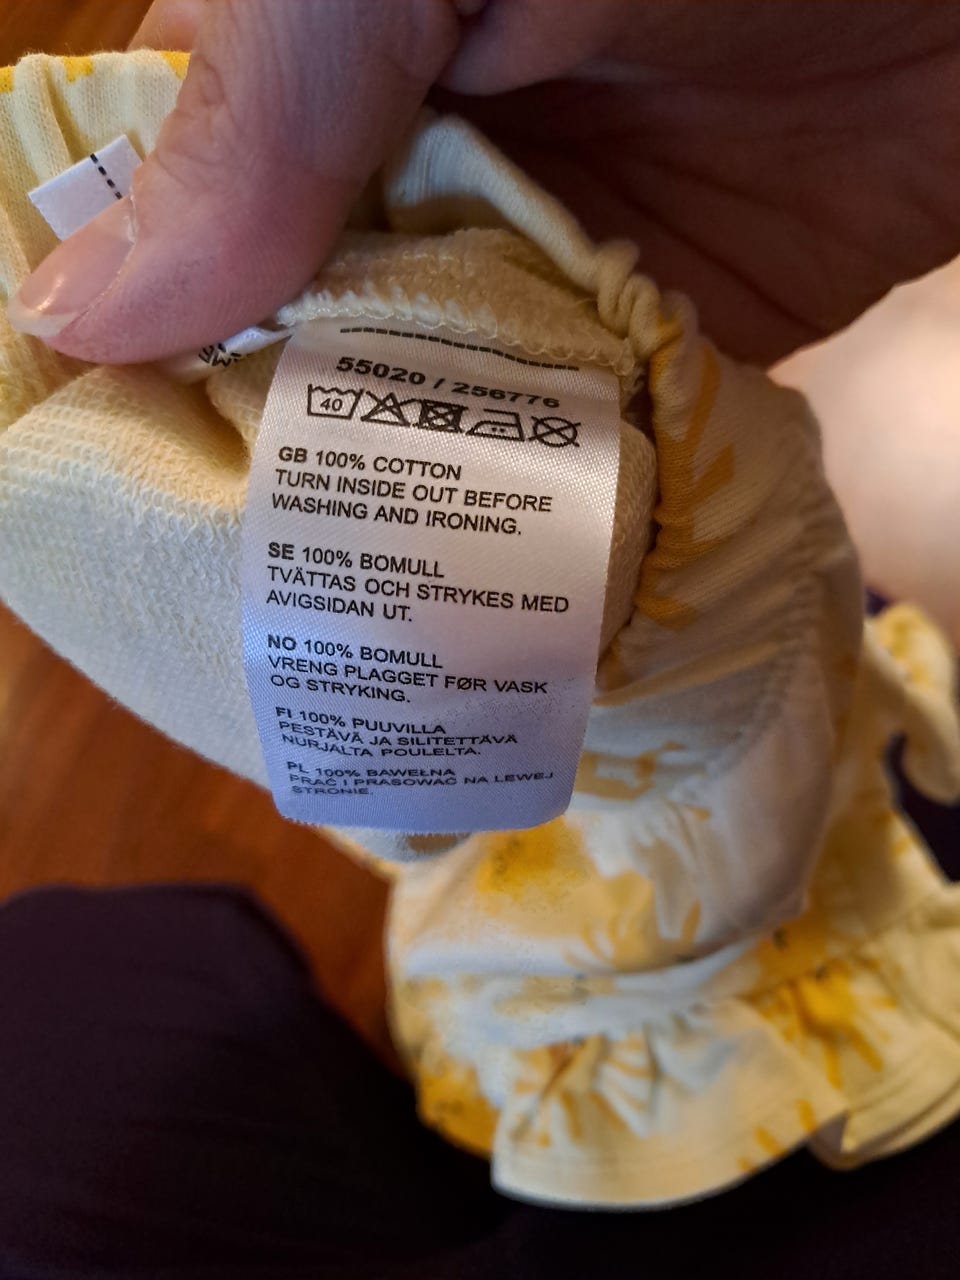 55020 / 256776
40
GB 100% COTTON
TURN INSIDE OUT BEFORE
WASHING AND IRONING.
SE 100% BOMULL
TVÄTTAS OCH STRYKES MED
AVIGSIDAN UT.
NO 100% BOMULL
VRENG PLAGGET FØR VASK
OG STRYKING.
FI 100% PUUVILLA
PESTÄVÄ JA SILITETTÄVÄ
NURJALTA POULELTA.
PL 100% BAWEŁNA
PRAĆ I PRASOWAĆ NA LEWEJ
STRONIE.